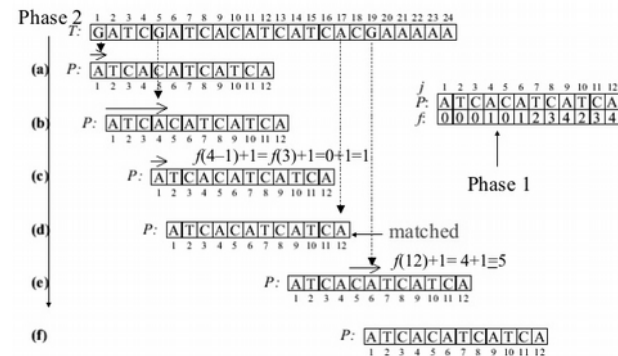 Phase 2
1 2 3 4 5 6 7 8 9 10 11 12 13 14 15 16 17 18 19 20 21 22 23 24
T: G A T C G A T C A C A T C A T C A C G A A A A A
(a) P: A T C A C A T C A T C A
1 2 3 4 5 6 7 8 9 10 11 12
(b) P: A T C A C A T C A T C A
1 2 3 4 5 6 7 8 9 10 11 12
f(4–1)+1= f(3)+1=0+1=1
(c) P: A T C A C A T C A T C A
1 2 3 4 5 6 7 8 9 10 11 12
(d) P: A T C A C A T C A T C A
1 2 3 4 5 6 7 8 9 10 11 12
matched
f(12)+1= 4+1=5
(e) P: A T C A C A T C A T C A
1 2 3 4 5 6 7 8 9 10 11 12
(f) P: A T C A C A T C A T C A
1 2 3 4 5 6 7 8 9 10 11 12
j 1 2 3 4 5 6 7 8 9 10 11 12
P: A T C A C A T C A T C A
f: 0 0 0 1 0 1 2 3 4 2 3 4
Phase 1